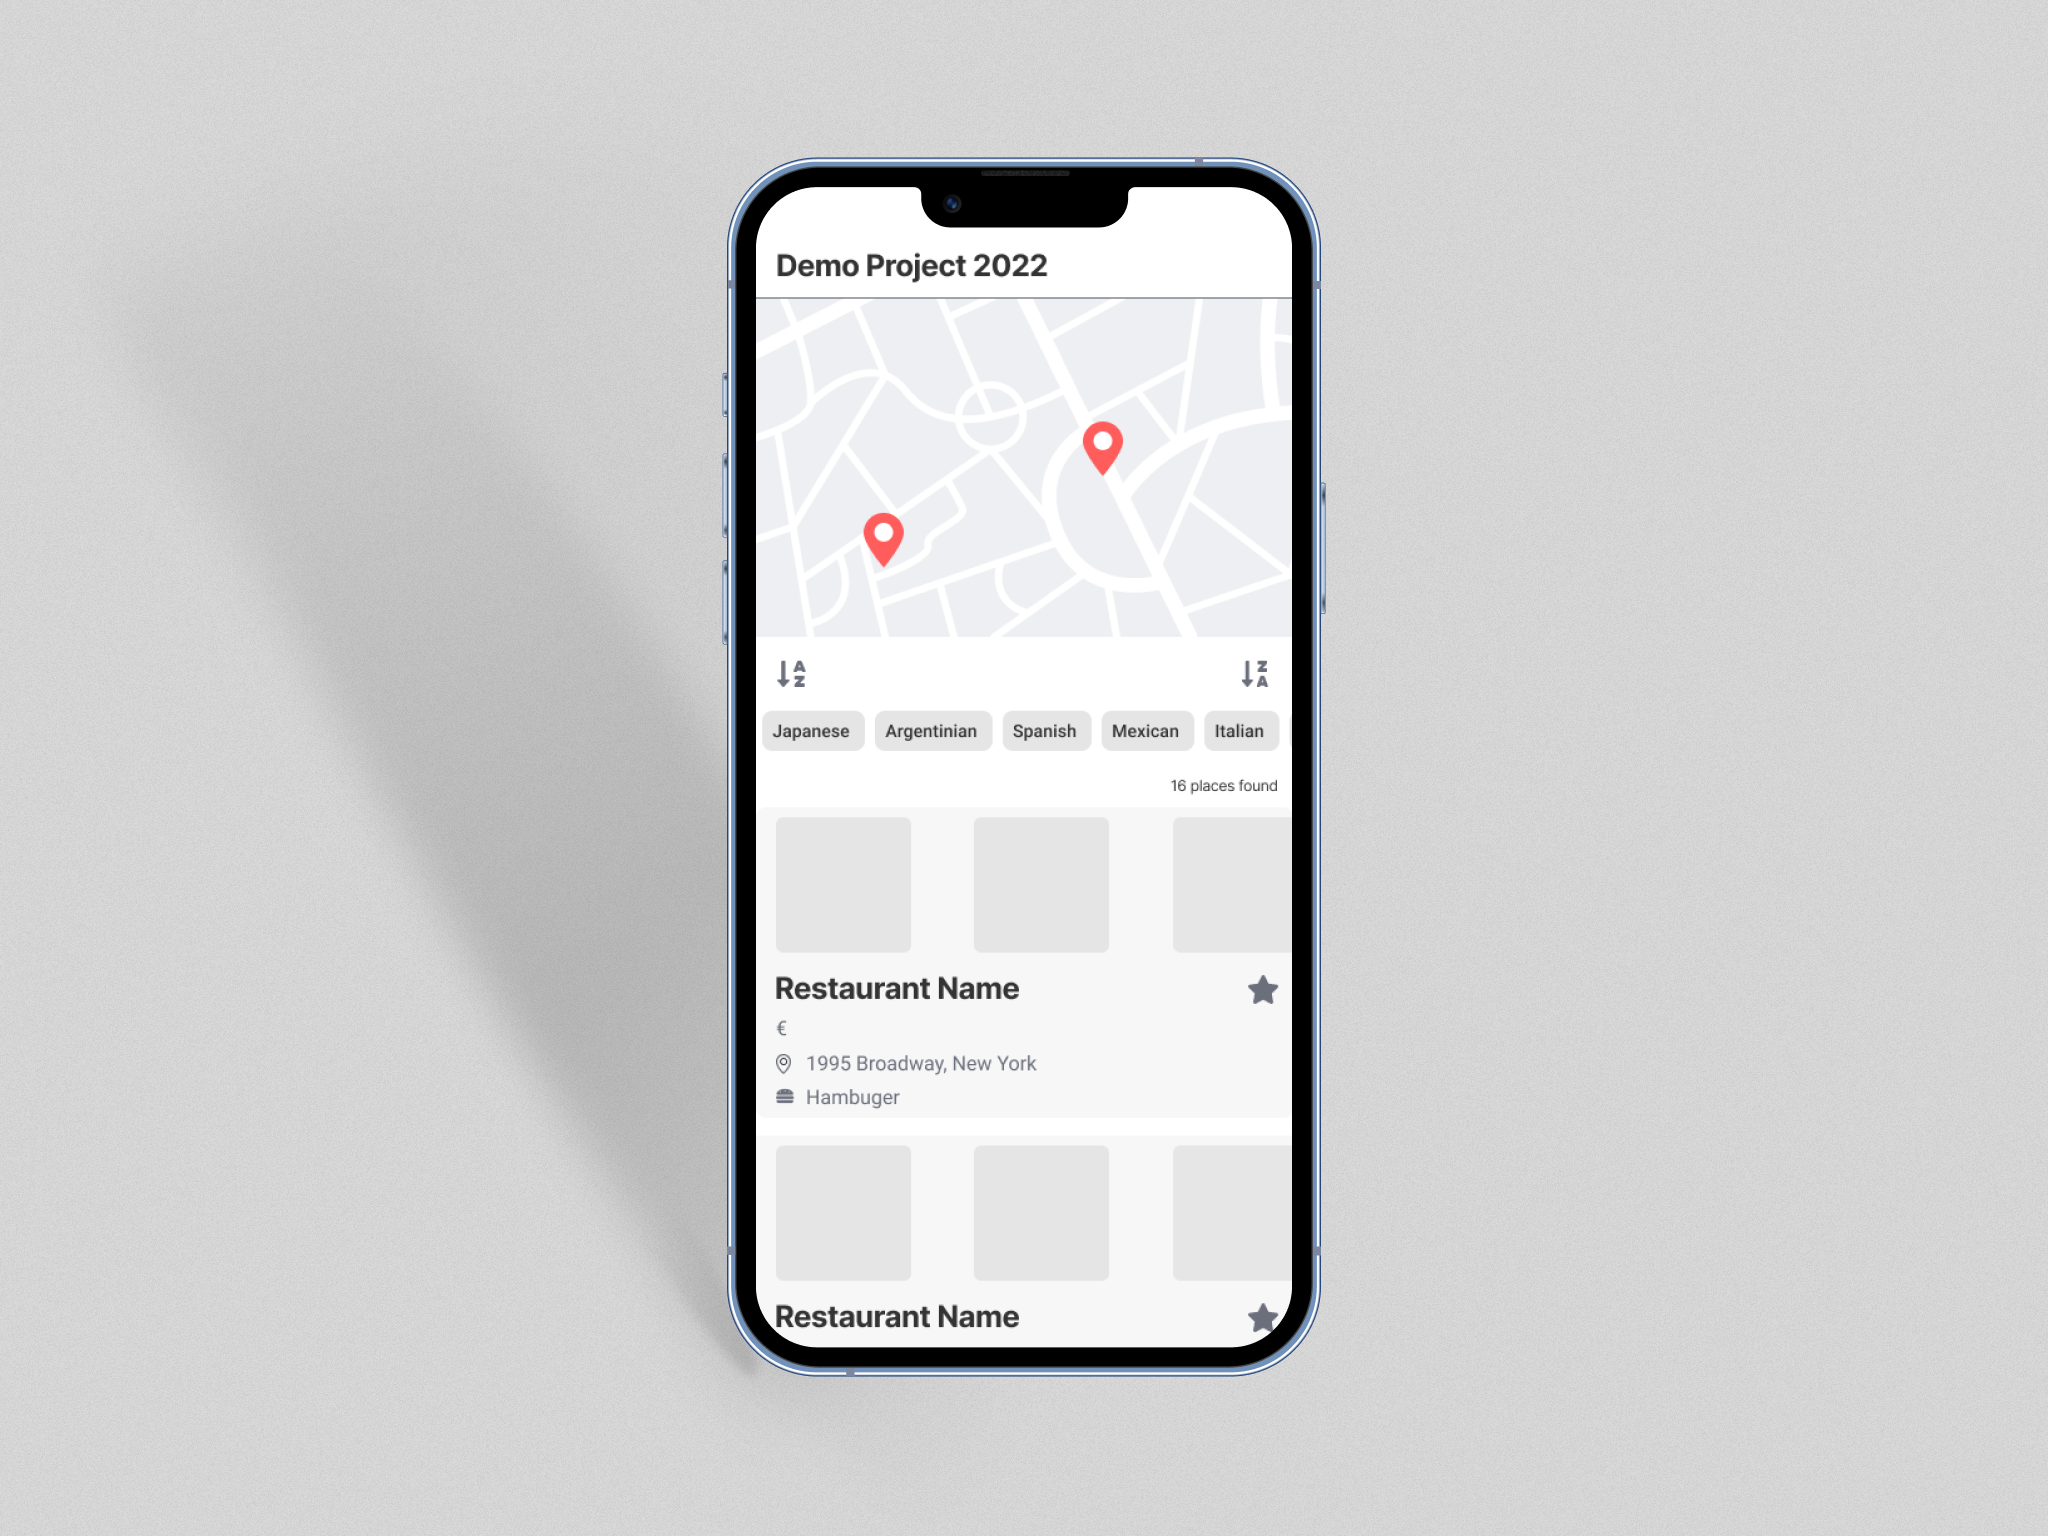 Demo Project 2022
A Z
Z A
Japanese Argentinian Spanish Mexican Italian
16 places found
Restaurant Name
€
1995 Broadway, New York
Hambuger
Restaurant Name